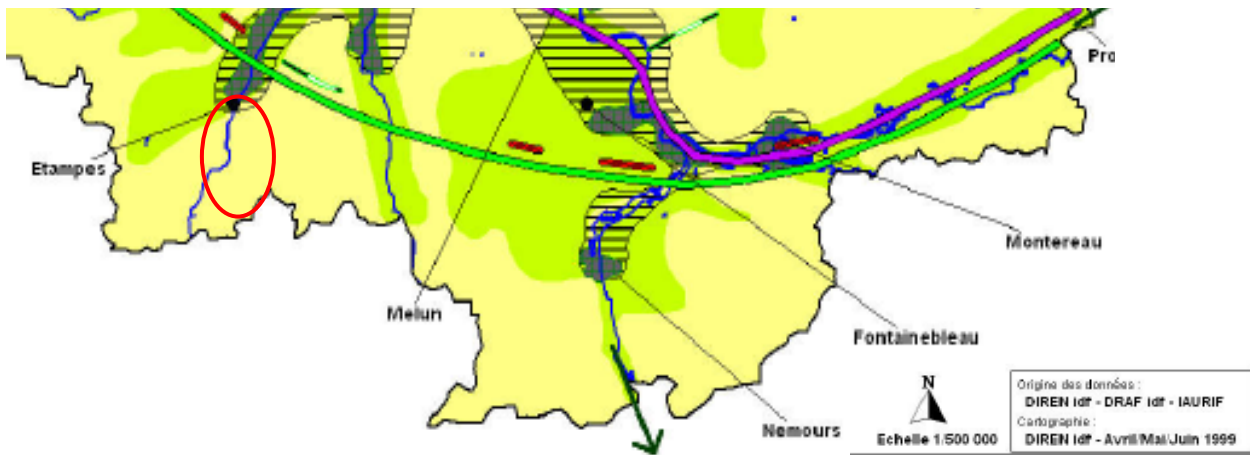 Pro
Etampes
Montereau
Melun
Fontainebleau
Nemours
N
Echelle 1/500 000
Origine des données :
DIREN idf - DRAF idf - IAURIF
Cartographie :
DIREN idf - Avril/Mai/Juin 1999